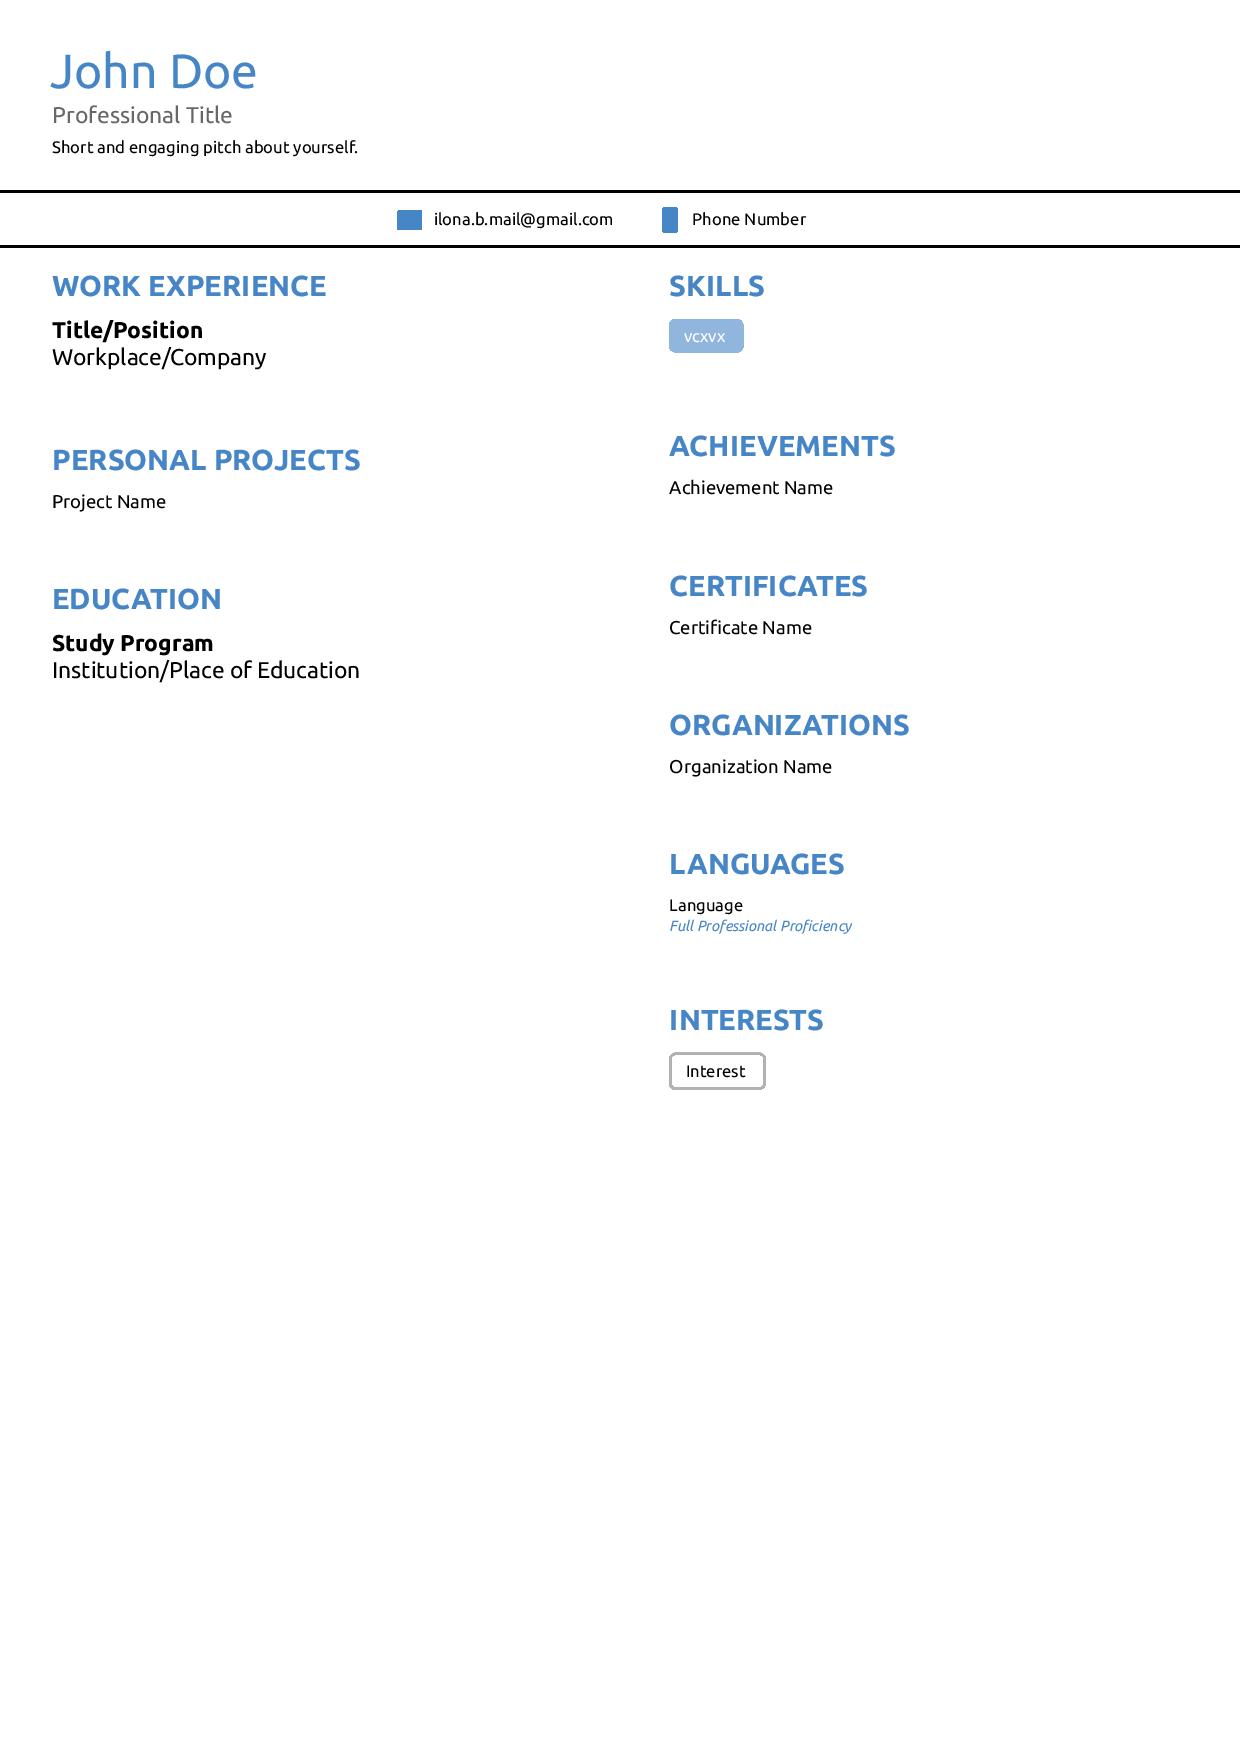 John Doe
Professional Title
Short and engaging pitch about yourself.
ilona.b.mail@gmail.com
Phone Number
WORK EXPERIENCE
Title/Position
Workplace/Company
PERSONAL PROJECTS
Project Name
EDUCATION
Study Program
Institution/Place of Education
SKILLS
vcxvx
ACHIEVEMENTS
Achievement Name
CERTIFICATES
Certificate Name
ORGANIZATIONS
Organization Name
LANGUAGES
Language
Full Professional Proficiency
INTERESTS
Interest